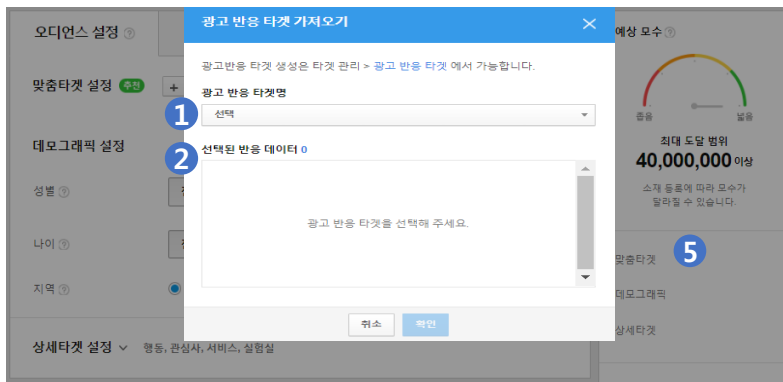 오디언스 설정
맞춤타겟 설정 추천 +
데모그래픽 설정
성별
나이
지역
상세타겟 설정 행동, 관심사, 서비스, 실험실
광고 반응 타겟 가져오기
광고반응 타겟 생성은 타겟 관리 > 광고 반응 타겟 에서 가능합니다.
광고 반응 타겟명
1 선택
2 선택된 반응 데이터 0
광고 반응 타겟을 선택해 주세요.
취소 확인
예상 모수
좁음 넓음
최대 도달 범위
40,000,000 이상
소재 등록에 따라 모수가
달라질 수 있습니다.
맞춤타겟 5
데모그래픽
상세타겟